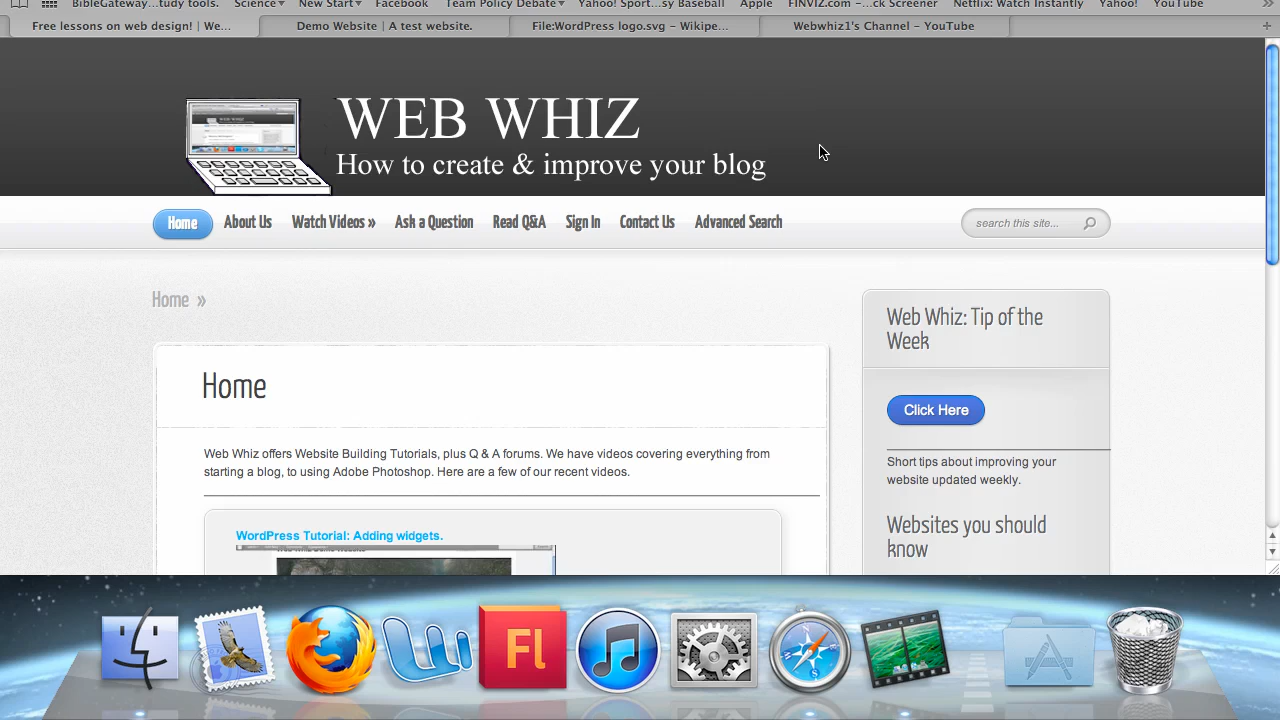 BibleGateway...tudy tools. Science New Start Facebook Team Policy Debate Yahoo! Sport...sy Baseball Apple FINVIZ.com -...ck Screener Netflix: Watch Instantly Yahoo! YouTube
Free lessons on web design! | We... Demo Website | A test website. File:WordPress logo.svg - Wikipe... Webwhiz1's Channel - YouTube
WEB WHIZ
How to create & improve your blog
Home About Us Watch Videos » Ask a Question Read Q&A Sign In Contact Us Advanced Search search this site...
Home »
Web Whiz: Tip of the
Week
Home
Click Here
Web Whiz offers Website Building Tutorials, plus Q & A forums. We have videos covering everything from
starting a blog, to using Adobe Photoshop. Here are a few of our recent videos.
Short tips about improving your
website updated weekly.
Websites you should
know
WordPress Tutorial: Adding widgets.
Fl